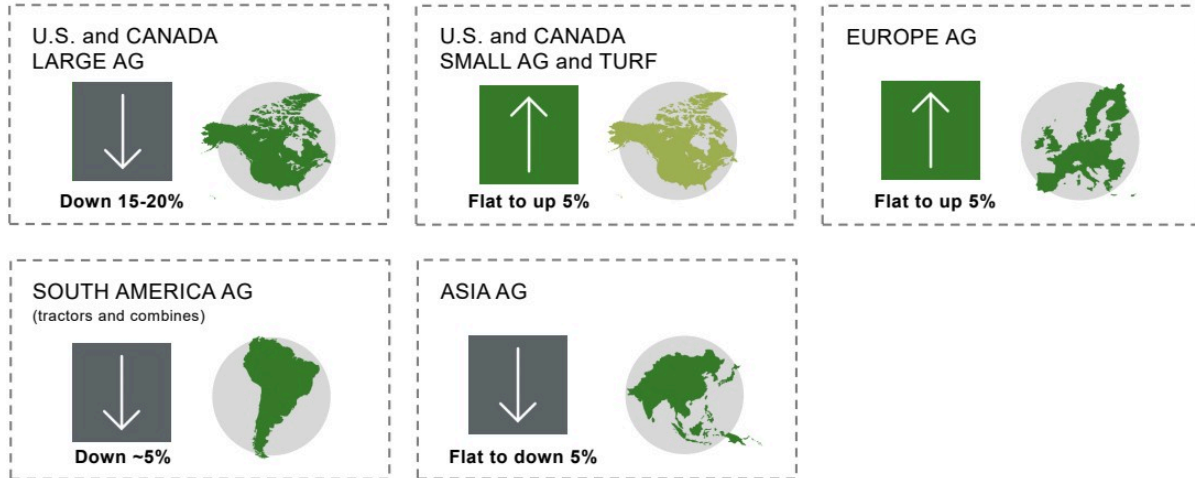 U.S. and CANADA
LARGE AG
Down 15-20%
U.S. and CANADA
SMALL AG and TURF
Flat to up 5%
EUROPE AG
Flat to up 5%
SOUTH AMERICA AG
(tractors and combines)
Down ~5%
ASIA AG
Flat to down 5%